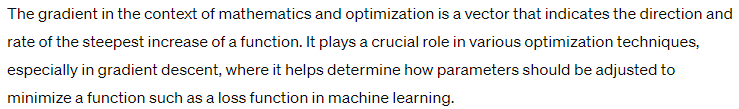 The gradient in the context of mathematics and optimization is a vector that indicates the direction and
rate of the steepest increase of a function. It plays a crucial role in various optimization techniques,
especially in gradient descent, where it helps determine how parameters should be adjusted to
minimize a function such as a loss function in machine learning.